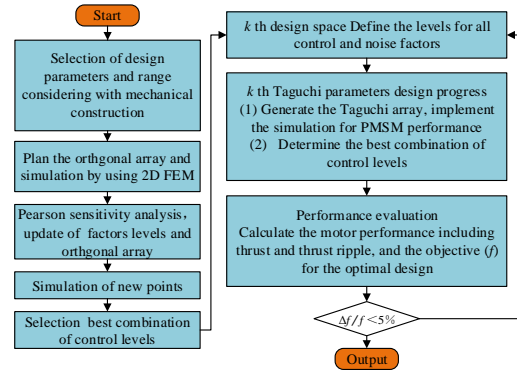 Start
Selection of design
parameters and range
considering with mechanical
construction
Plan the orthgonal array and
simulation by using 2D FEM
Pearson sensitivity analysis，
update of factors levels and
orthgonal array
Simulation of new points
Selection best combination
of control levels
k th design space Define the levels for all
control and noise factors
k th Taguchi parameters design progress
(1) Generate the Taguchi array, implement
the simulation for PMSM performance
(2) Determine the best combination of
control levels
Performance evaluation
Calculate the motor performance including
thrust and thrust ripple, and the objective (f)
for the optimal design
Δf/f＜5%
Output